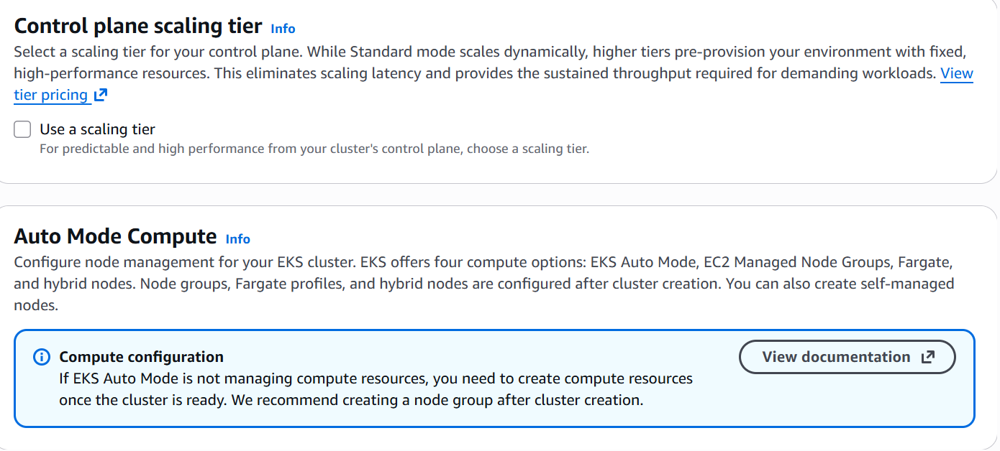 Control plane scaling tier Info
Select a scaling tier for your control plane. While Standard mode scales dynamically, higher tiers pre-provision your environment with fixed,
high-performance resources. This eliminates scaling latency and provides the sustained throughput required for demanding workloads. View
tier pricing
Use a scaling tier
For predictable and high performance from your cluster's control plane, choose a scaling tier.
Auto Mode Compute Info
Configure node management for your EKS cluster. EKS offers four compute options: EKS Auto Mode, EC2 Managed Node Groups, Fargate,
and hybrid nodes. Node groups, Fargate profiles, and hybrid nodes are configured after cluster creation. You can also create self-managed
nodes.
Compute configuration
View documentation
If EKS Auto Mode is not managing compute resources, you need to create compute resources
once the cluster is ready. We recommend creating a node group after cluster creation.